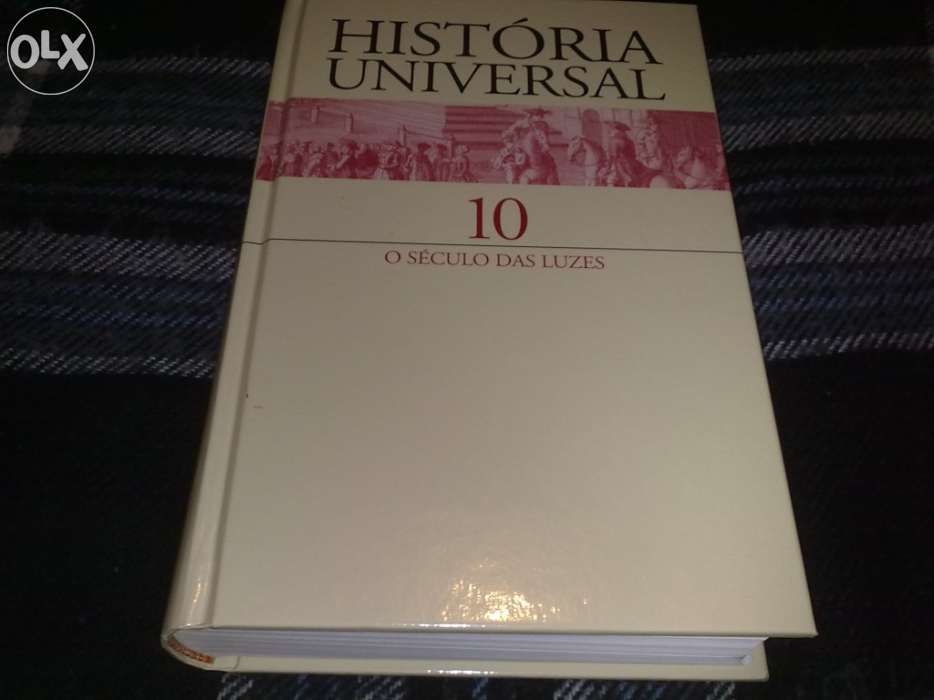 OLX
HISTÓRIA
UNIVERSAL
10
O SÉCULO DAS LUZES